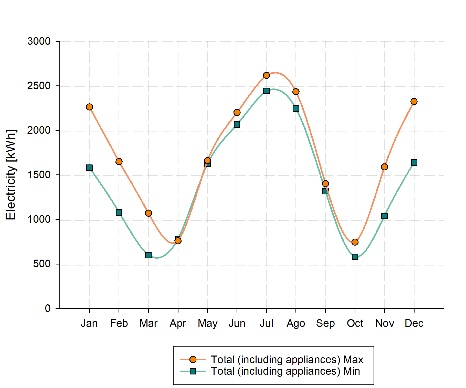 3000
2500
2000
1500
1000
500
0
Electricity [kWh]
Jan Feb Mar Apr May Jun Jul Ago Sep Oct Nov Dec
Total (including appliances) Max
Total (including appliances) Min